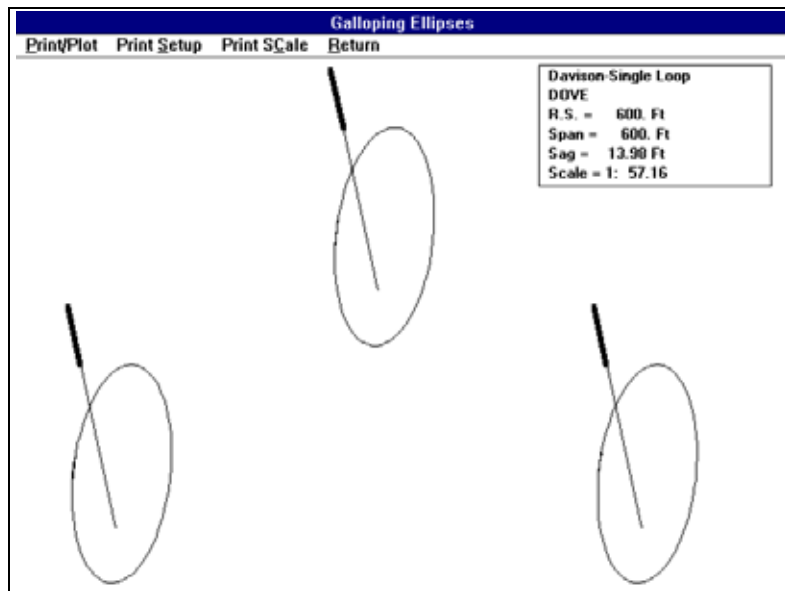 Galloping Ellipses
Print/Plot Print Setup Print SCale Return
Davison-Single Loop
DOVE
R.S. = 600. Ft
Span = 600. Ft
Sag = 13.98 Ft
Scale = 1: 57.16